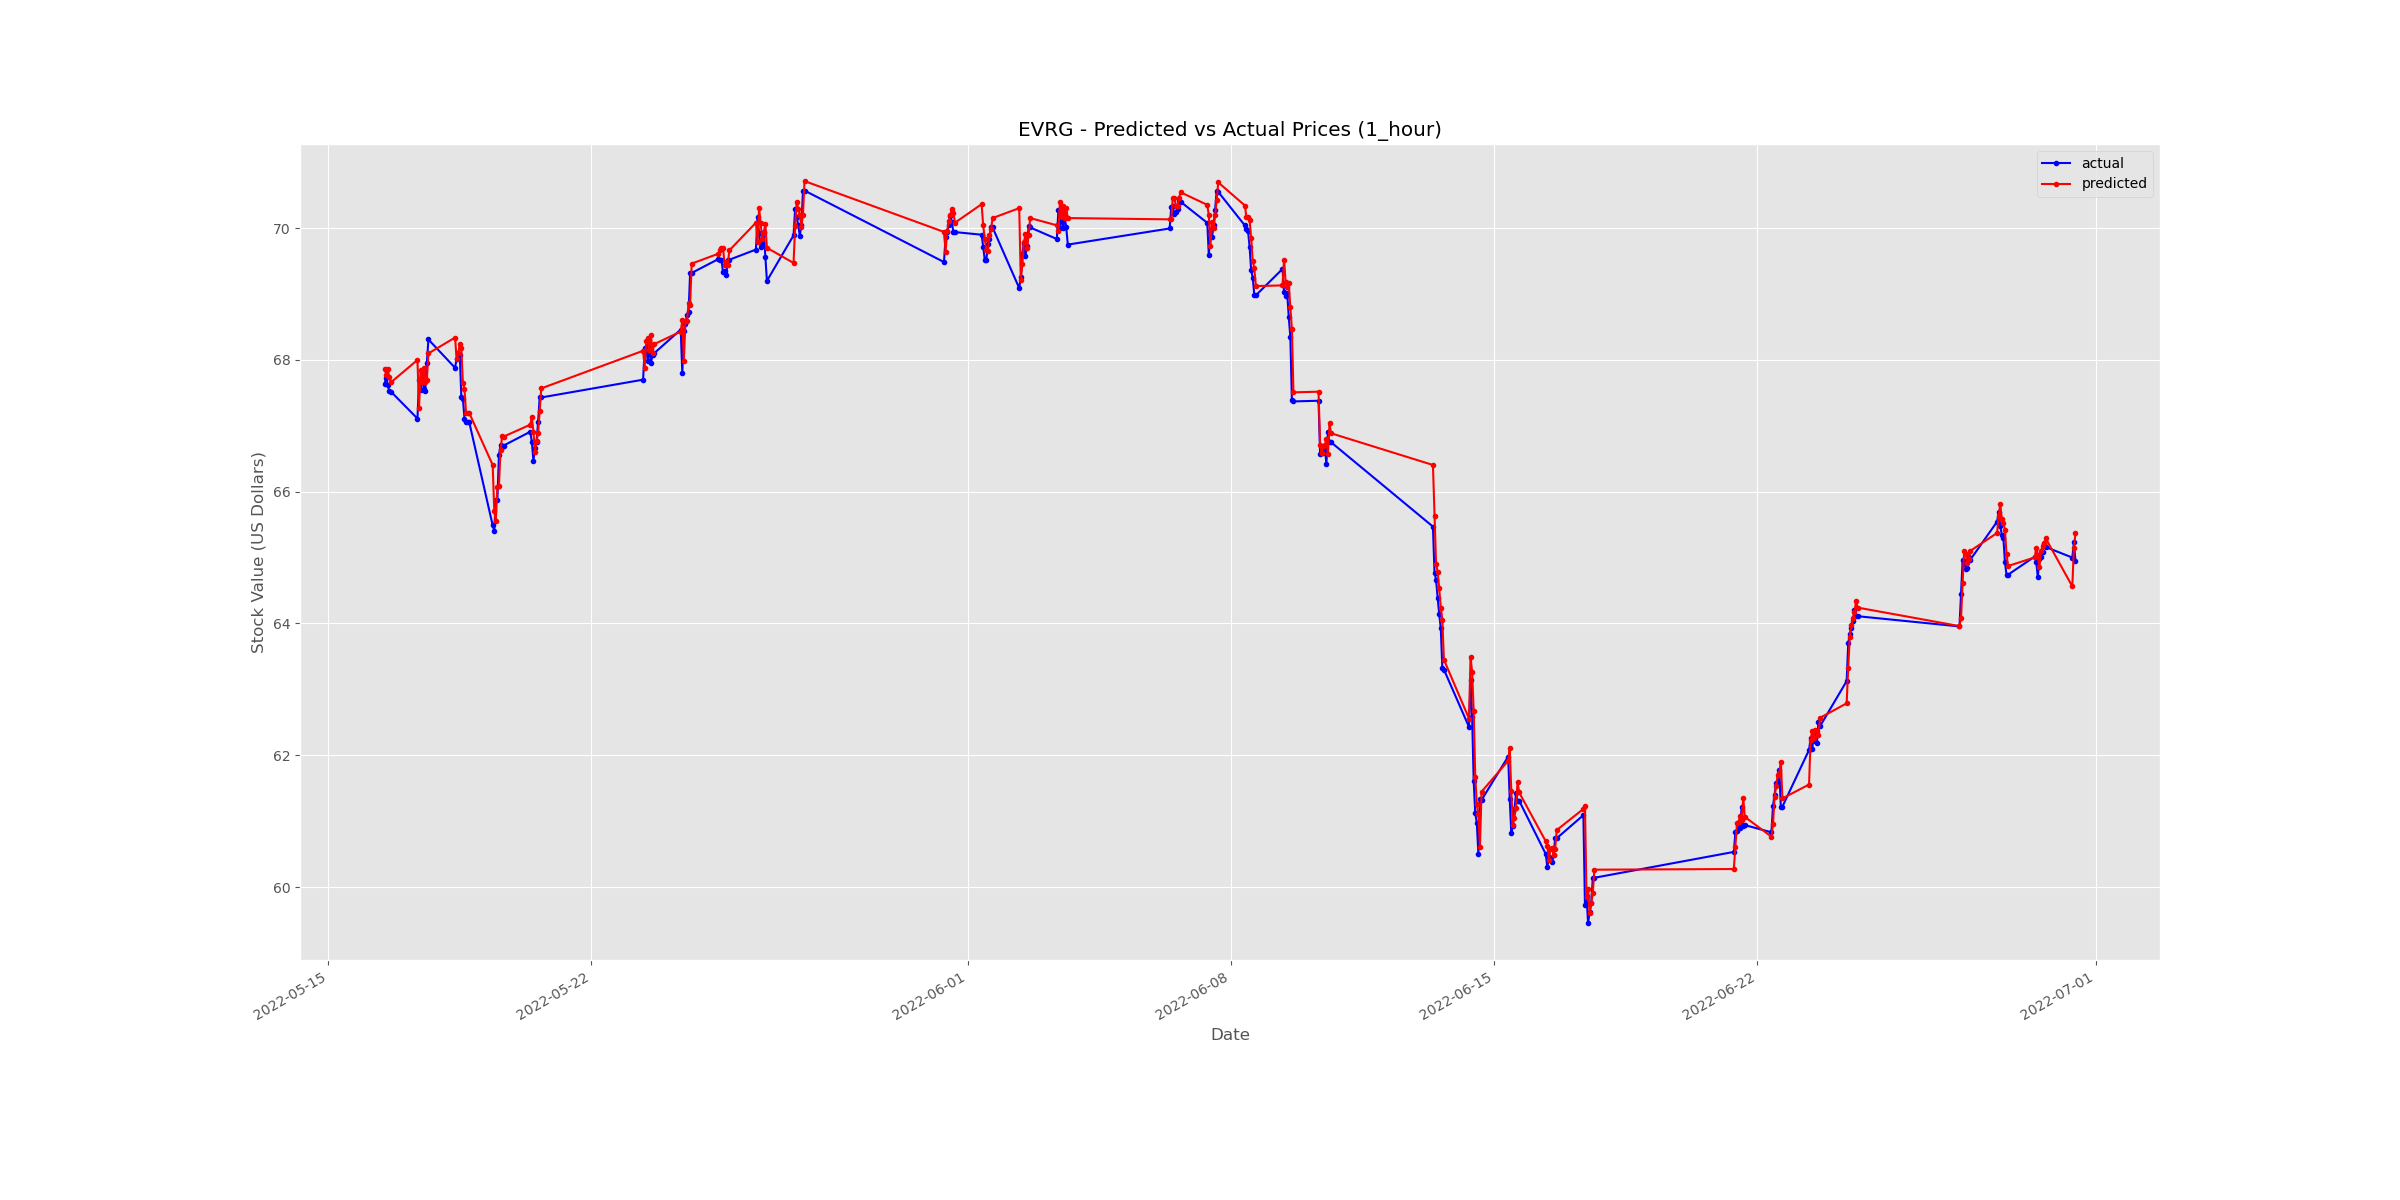 EVRG - Predicted vs Actual Prices (1_hour)
actual
predicted
Stock Value (US Dollars)
70
68
66
64
62
60
2022-05-15
2022-05-22
2022-06-01
2022-06-08
2022-06-15
2022-06-22
2022-07-01
Date